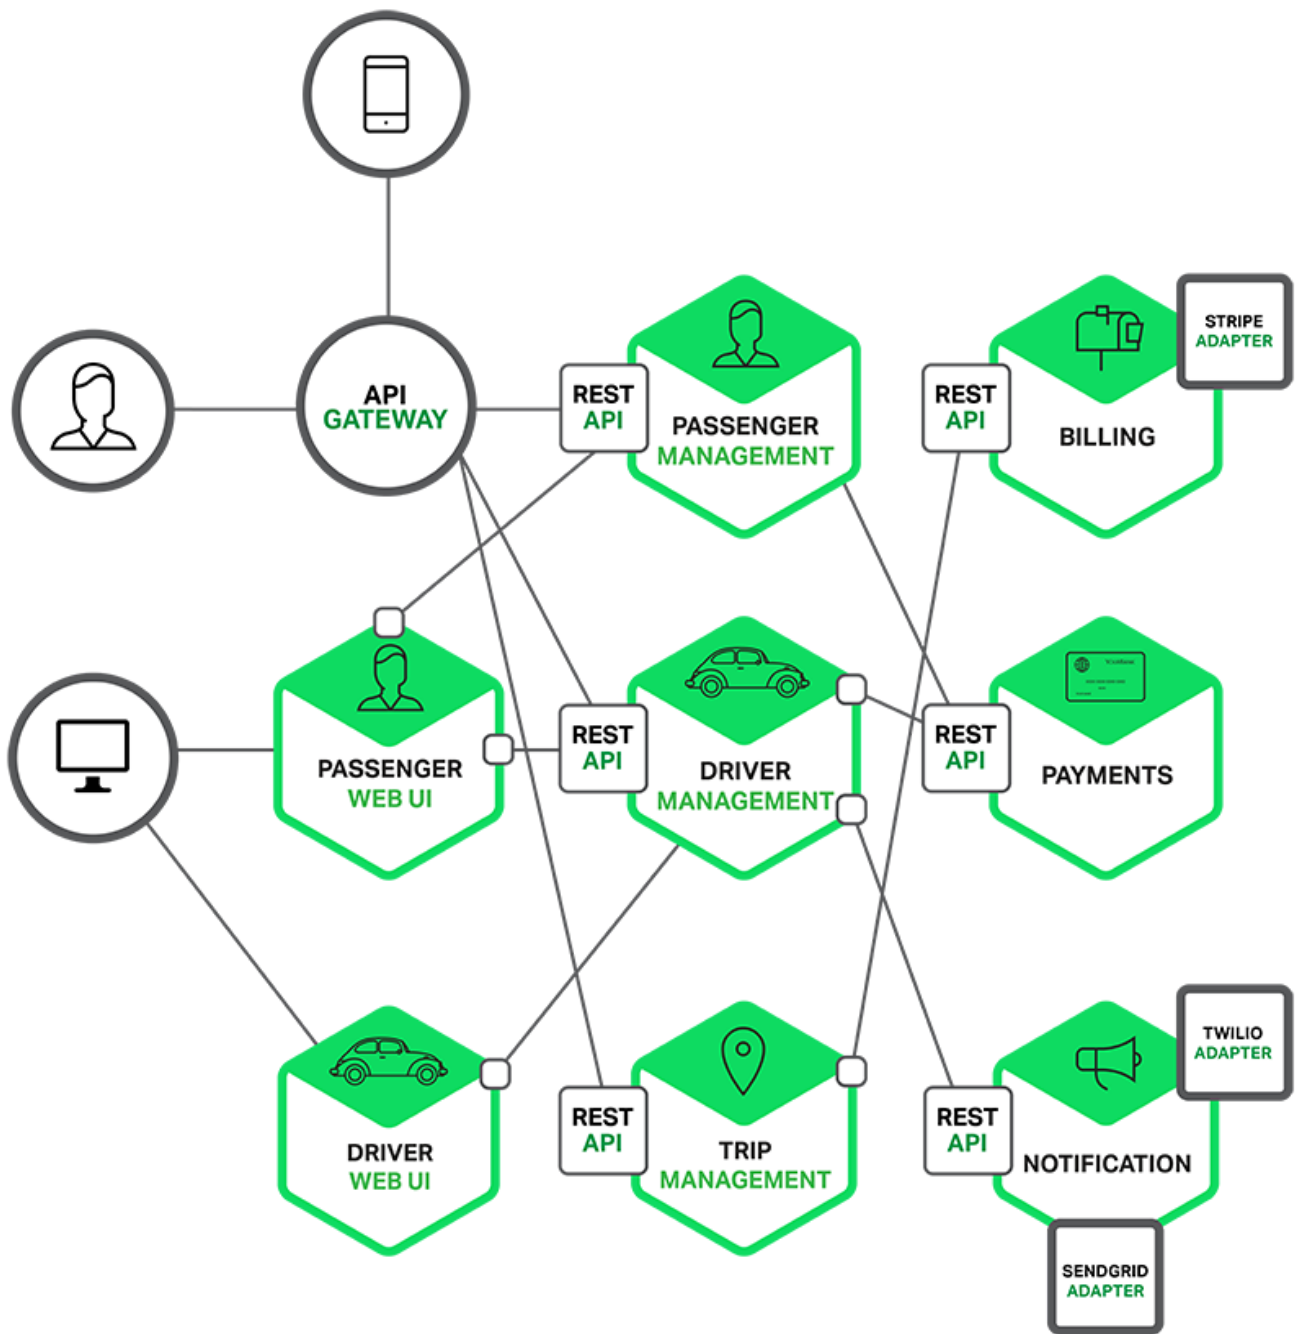 API
GATEWAY
REST
API
PASSENGER
MANAGEMENT
REST
API
BILLING
STRIPE
ADAPTER
PASSENGER
WEB UI
REST
API
DRIVER
MANAGEMENT
REST
API
PAYMENTS
DRIVER
WEB UI
REST
API
TRIP
MANAGEMENT
REST
API
NOTIFICATION
TWILIO
ADAPTER
SENDGRID
ADAPTER